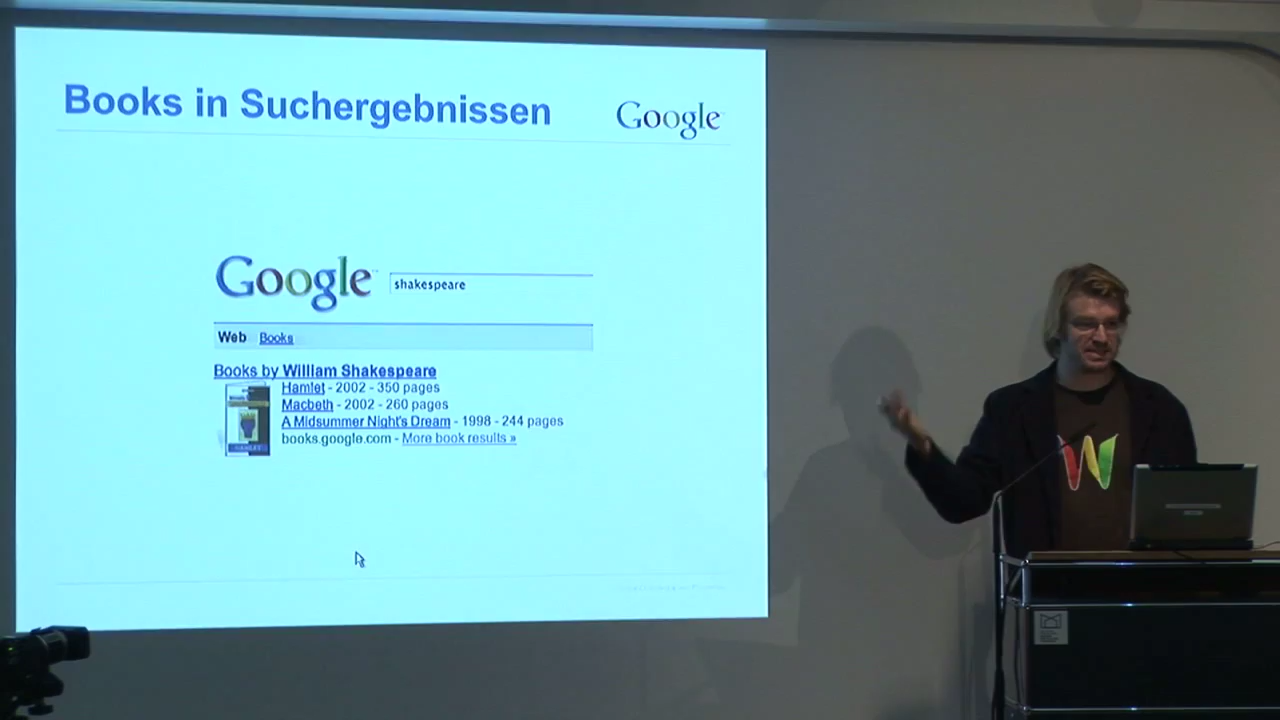 Books in Suchergebnissen
Google
Google
shakespeare
Web Books
Books by William Shakespeare
Hamlet - 2002 - 350 pages
Macbeth - 2002 - 260 pages
A Midsummer Night's Dream - 1998 - 244 pages
books.google.com - More book results »
HAMLET
W